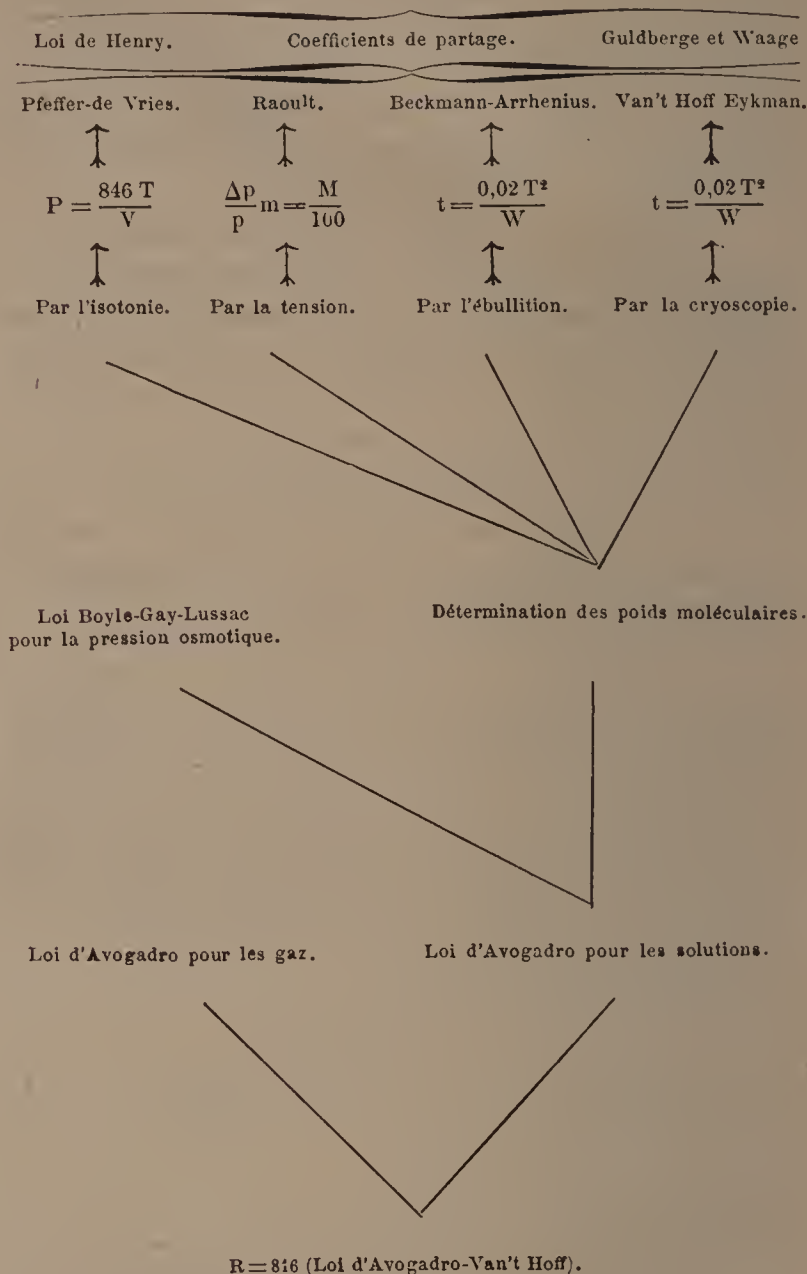 Loi de Henry. Coefficients de partage. Guldberge et Waage
Pfeffer-de Vries. Raoult. Beckmann-Arrhenius. Van't Hoff Eykman.
P = 846 T / V Δp / p m = M / 100 t = 0,02 T² / W t = 0,02 T² / W
Par l'isotonie. Par la tension. Par l'ébullition. Par la cryoscopie.
Loi Boyle-Gay-Lussac
pour la pression osmotique.
Détermination des poids moléculaires.
Loi d'Avogadro pour les gaz. Loi d'Avogadro pour les solutions.
R = 846 (Loi d'Avogadro-Van't Hoff).